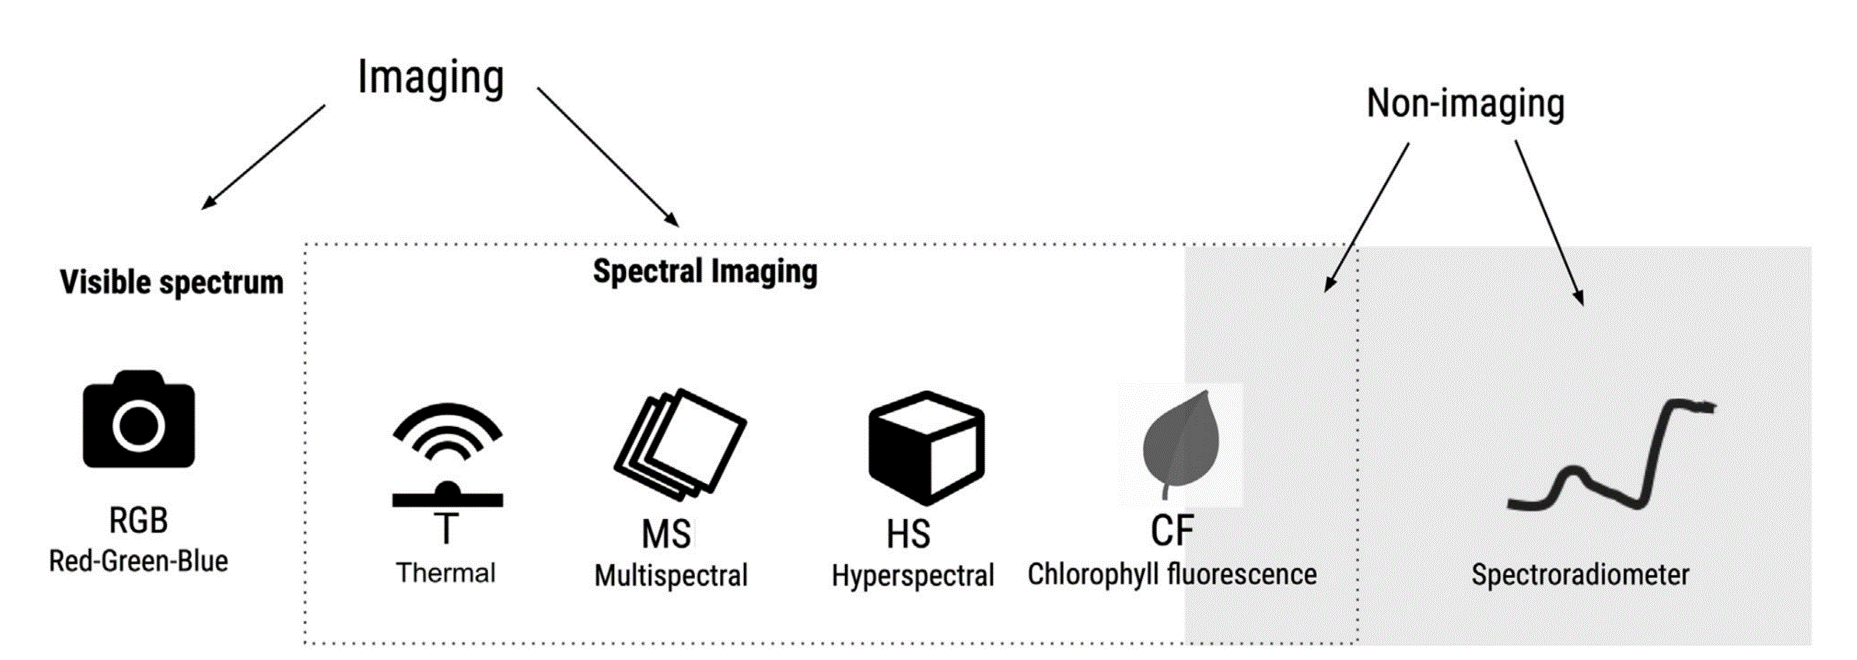 Imaging
Non-imaging
Visible spectrum
Spectral Imaging
RGB
Red-Green-Blue
T
Thermal
MS
Multispectral
HS
Hyperspectral
CF
Chlorophyll fluorescence
Spectroradiometer